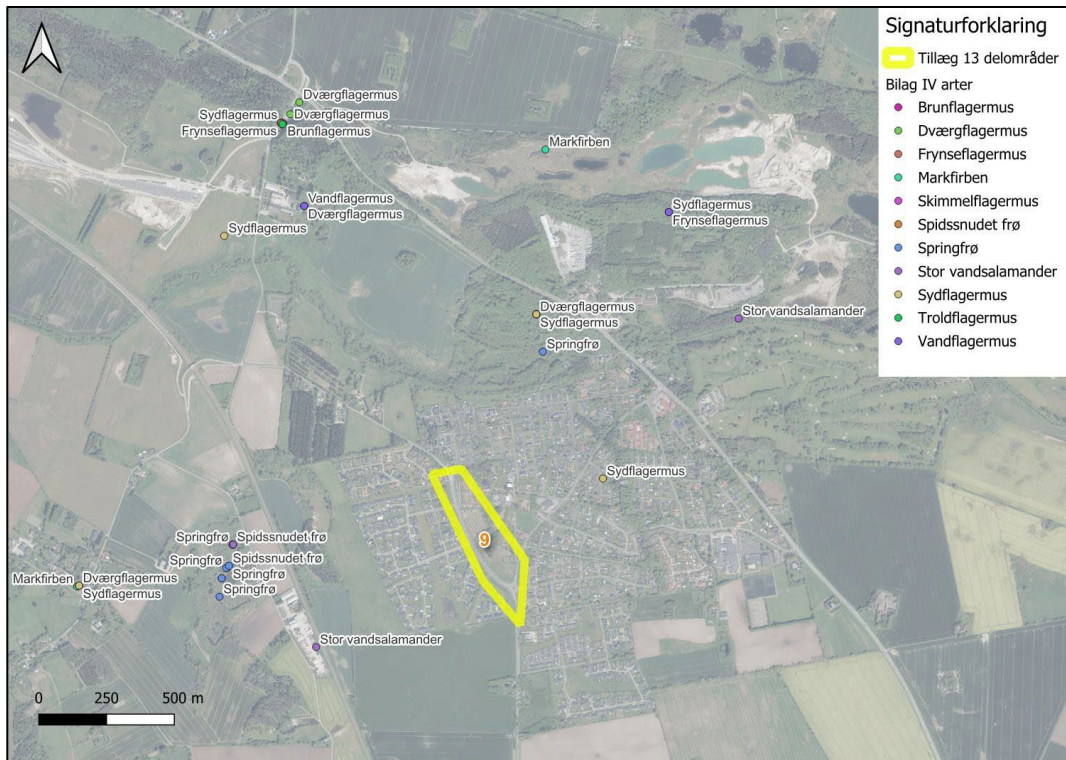 Signaturforklaring
Tillæg 13 delområder
Bilag IV arter
Brunflagermus
Dværgflagermus
Frynseflagermus
Markfirben
Skimmelflagermus
Spidssnudet frø
Springfrø
Stor vandsalamander
Sydflagermus
Troldflagermus
Vandflagermus
Dværgflagermus
Sydflagermus Dværgflagermus
Frynseflagermus Brunflagermus
Markfirben
Vandflagermus
Dværgflagermus
Sydflagermus
Frynseflagermus
Sydflagermus
Dværgflagermus
Sydflagermus
Stor vandsalamander
Springfrø
Sydflagermus
9
Springfrø Spidssnudet frø
Springfrø Spidssnudet frø
Springfrø
Markfirben Dværgflagermus
Sydflagermus
Springfrø
Stor vandsalamander
0 250 500 m